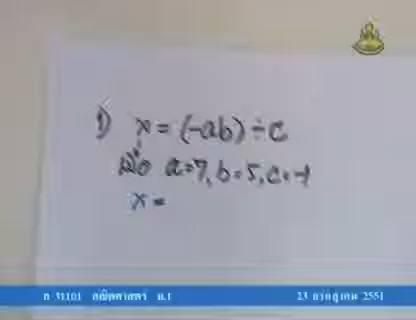 1) x = (-ab) ÷ c
เมื่อ a=7, b=5, c=-1
x =
ค 31101 คณิตศาสตร์ ม.1
23 กรกฎาคม 2551